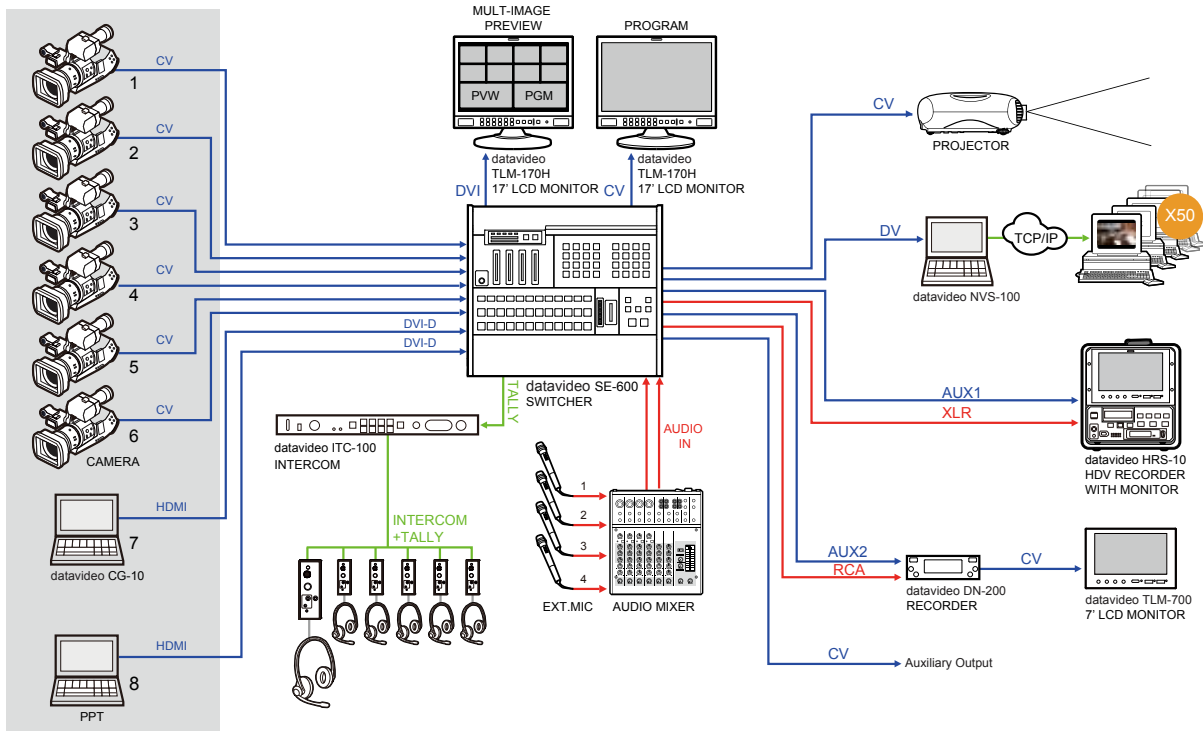 MULT-IMAGE
PREVIEW
PROGRAM
PVW
PGM
datavideo
TLM-170H
17' LCD MONITOR
datavideo
TLM-170H
17' LCD MONITOR
DVI
CV
CV
1
CV
2
CV
3
CV
4
CV
5
CV
6
CAMERA
DVI-D
DVI-D
HDMI
7
datavideo CG-10
HDMI
8
PPT
datavideo SE-600
SWITCHER
TALLY
datavideo ITC-100
INTERCOM
INTERCOM
+TALLY
AUDIO
IN
1
2
3
4
EXT.MIC
AUDIO MIXER
CV
PROJECTOR
DV
TCP/IP
X50
datavideo NVS-100
AUX1
XLR
datavideo HRS-10
HDV RECORDER
WITH MONITOR
AUX2
RCA
datavideo DN-200
RECORDER
CV
datavideo TLM-700
7' LCD MONITOR
CV
Auxiliary Output